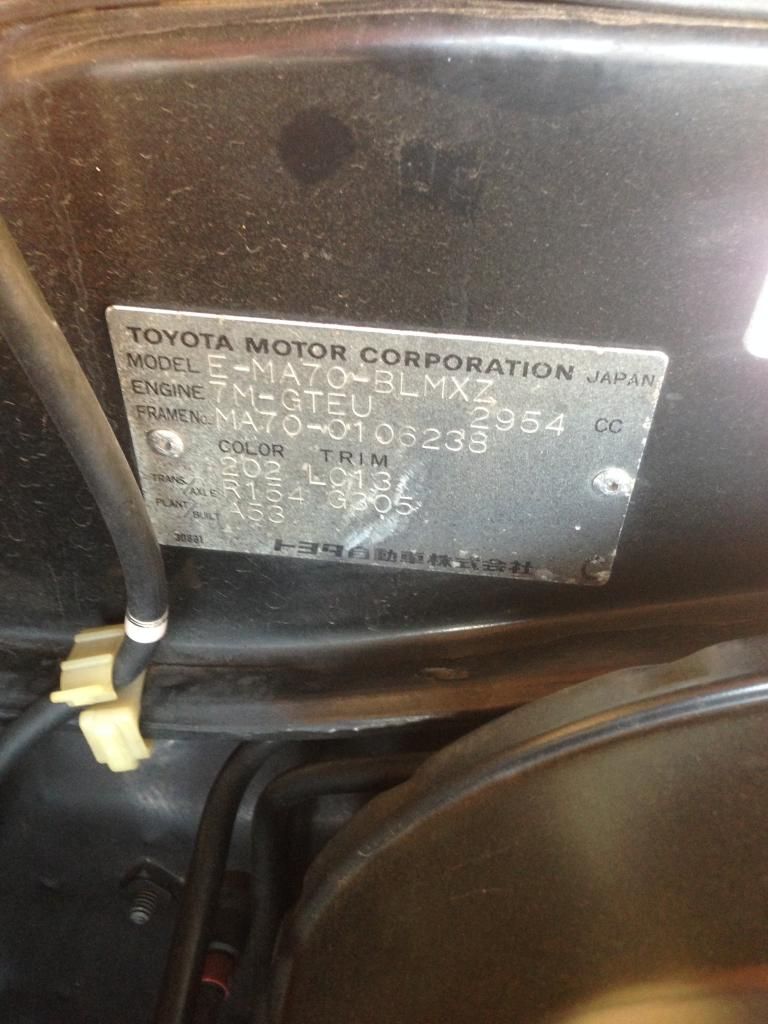 TOYOTA MOTOR CORPORATION JAPAN
MODEL E-MA70-BLMXZ
ENGINE 7M-GTEU 2954 CC
FRAME No. MA70-0106238
COLOR TRIM
202 LC13
TRANS./AXLE R154 G305
PLANT/BUILT A53
30881
トヨタ自動車株式会社